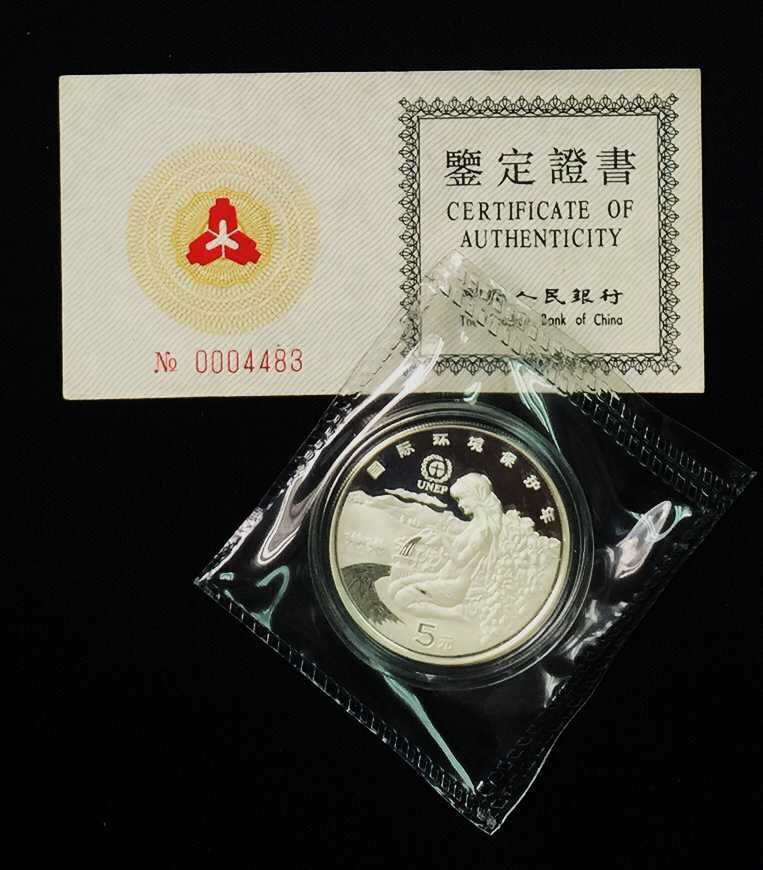 鑒定證書
CERTIFICATE OF
AUTHENTICITY
人民銀行
Bank of China
№ 0004483
国际环境保护年
UNEP
5元